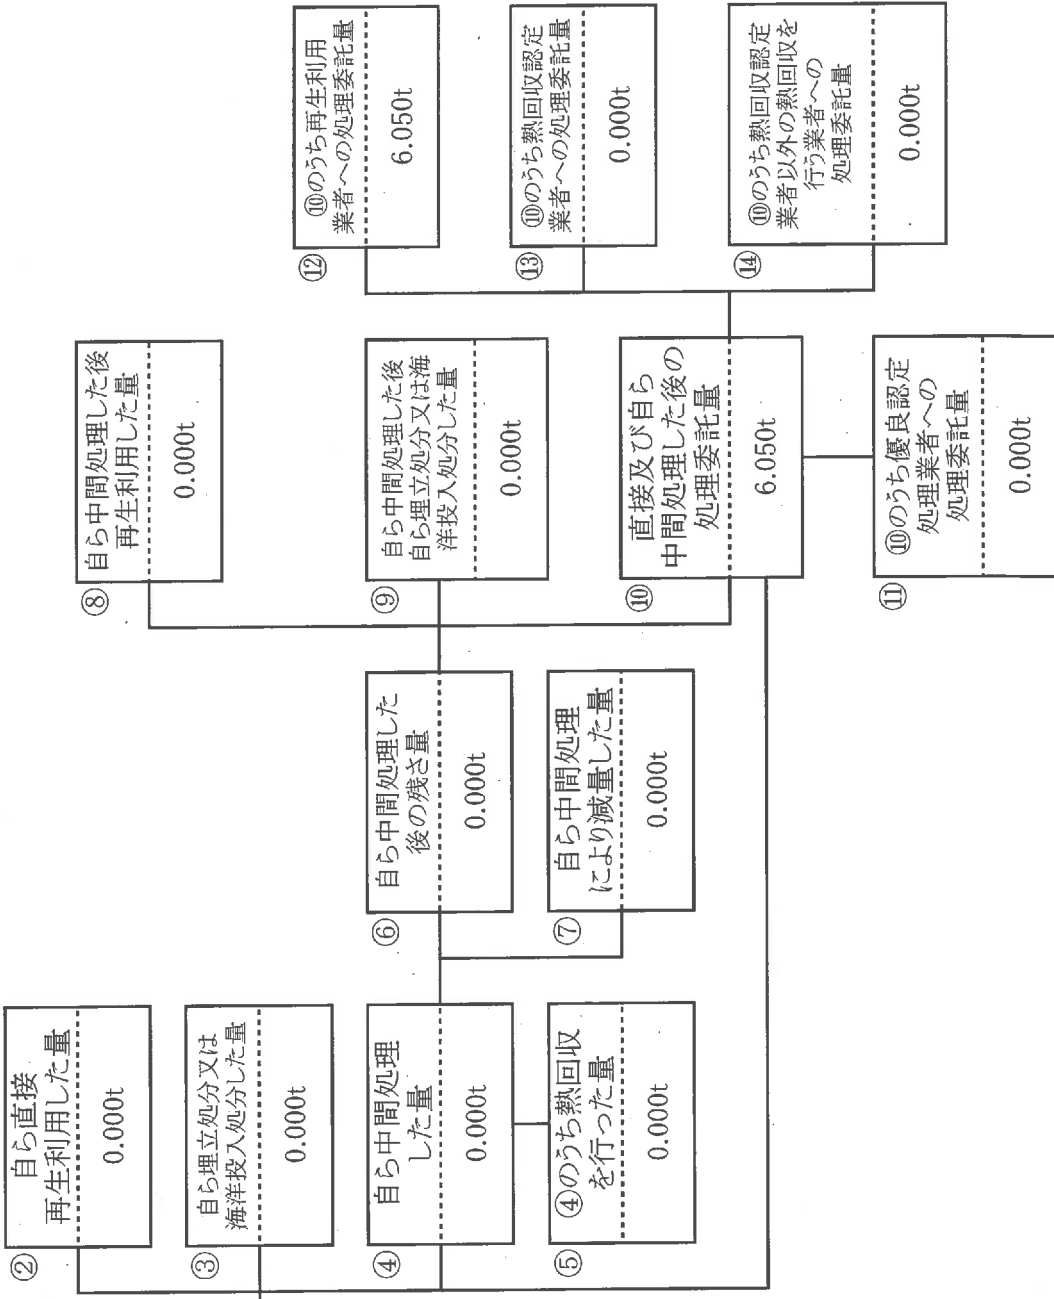 ②
自ら直接
再生利用した量
0.000t
③
自ら埋立処分又は
海洋投入処分した量
0.000t
④
自ら中間処理
した量
0.000t
⑤
④のうち熱回収
を行った量
0.000t
⑥
自ら中間処理した
後の残さ量
0.000t
⑦
自ら中間処理
により減量した量
0.000t
⑧
自ら中間処理した後
再生利用した量
0.000t
⑨
自ら中間処理した後
自ら埋立処分又は海
洋投入処分した量
0.000t
⑩
直接及び自ら
中間処理した後の
処理委託量
6.050t
⑪
⑩のうち優良認定
処理業者への
処理委託量
0.000t
⑫
⑩のうち再生利用
業者への処理委託量
6.050t
⑬
⑩のうち熱回収認定
業者への処理委託量
0.000t
⑭
⑩のうち熱回収認定
業者以外の熱回収を
行う業者への
処理委託量
0.000t